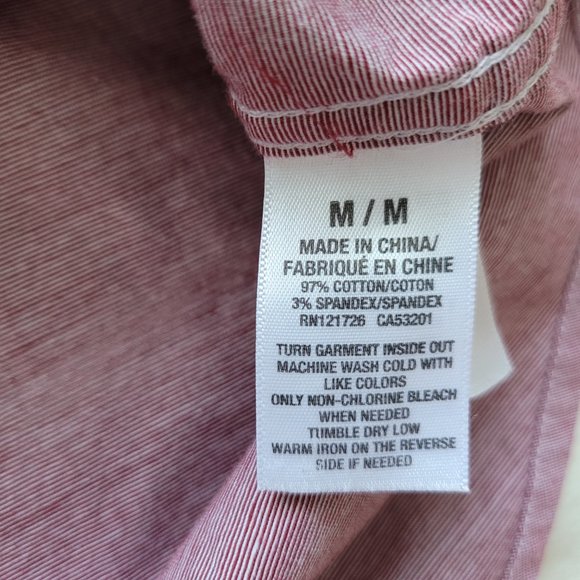 M / M
MADE IN CHINA/
FABRIQUÉ EN CHINE
97% COTTON/COTON
3% SPANDEX/SPANDEX
RN121726 CA53201
TURN GARMENT INSIDE OUT
MACHINE WASH COLD WITH
LIKE COLORS
ONLY NON-CHLORINE BLEACH
WHEN NEEDED
TUMBLE DRY LOW
WARM IRON ON THE REVERSE
SIDE IF NEEDED